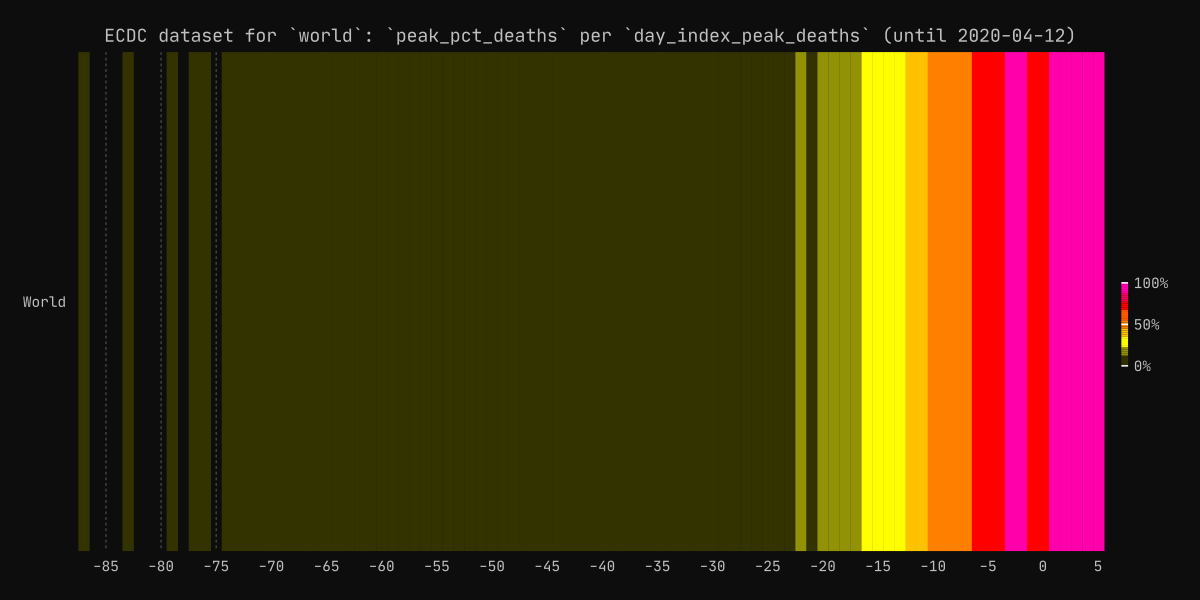 ECDC dataset for `world`: `peak_pct_deaths` per `day_index_peak_deaths` (until 2020-04-12)
100%
World
50%
0%
-85 -80 -75 -70 -65 -60 -55 -50 -45 -40 -35 -30 -25 -20 -15 -10 -5 0 5